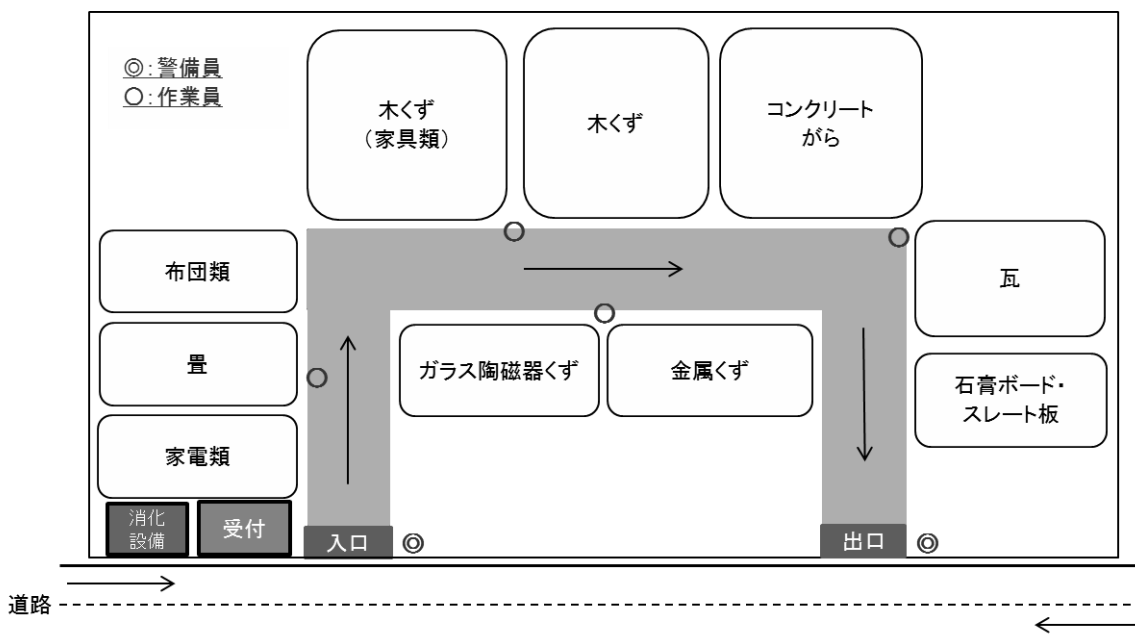 ◎:警備員
○:作業員
木くず
（家具類）
木くず
コンクリート
がら
布団類
瓦
畳
ガラス陶磁器くず
金属くず
石膏ボード・
スレート板
家電類
消化
設備
受付
入口
◎
出口
◎
道路